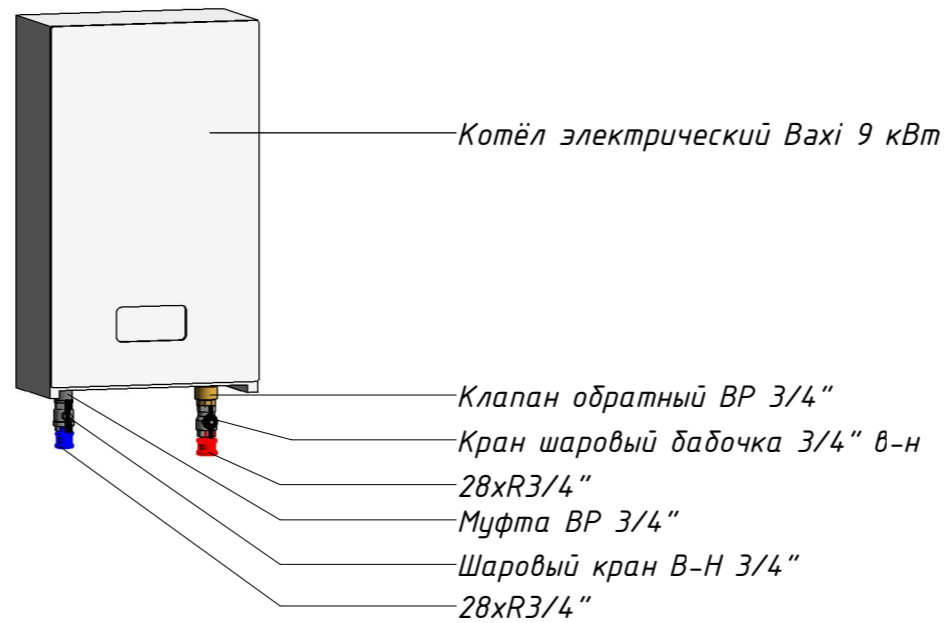 Котёл электрический Baxi 9 кВт
Клапан обратный ВР 3/4"
Кран шаровый бабочка 3/4" в-н
28xR3/4"
Муфта ВР 3/4"
Шаровый кран В-Н 3/4"
28xR3/4"